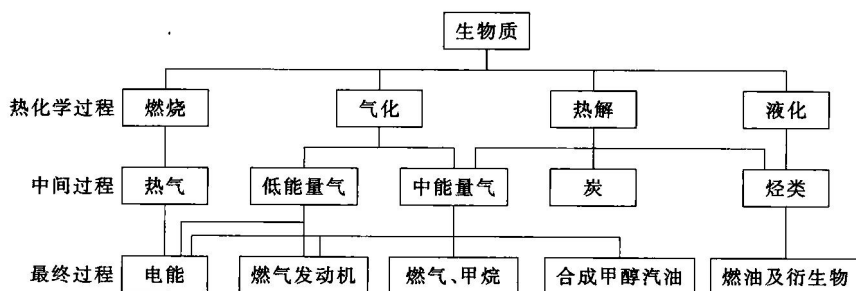 生物质
热化学过程 燃烧 气化 热解 液化
中间过程 热气 低能量气 中能量气 炭 烃类
最终过程 电能 燃气发动机 燃气、甲烷 合成甲醇汽油 燃油及衍生物